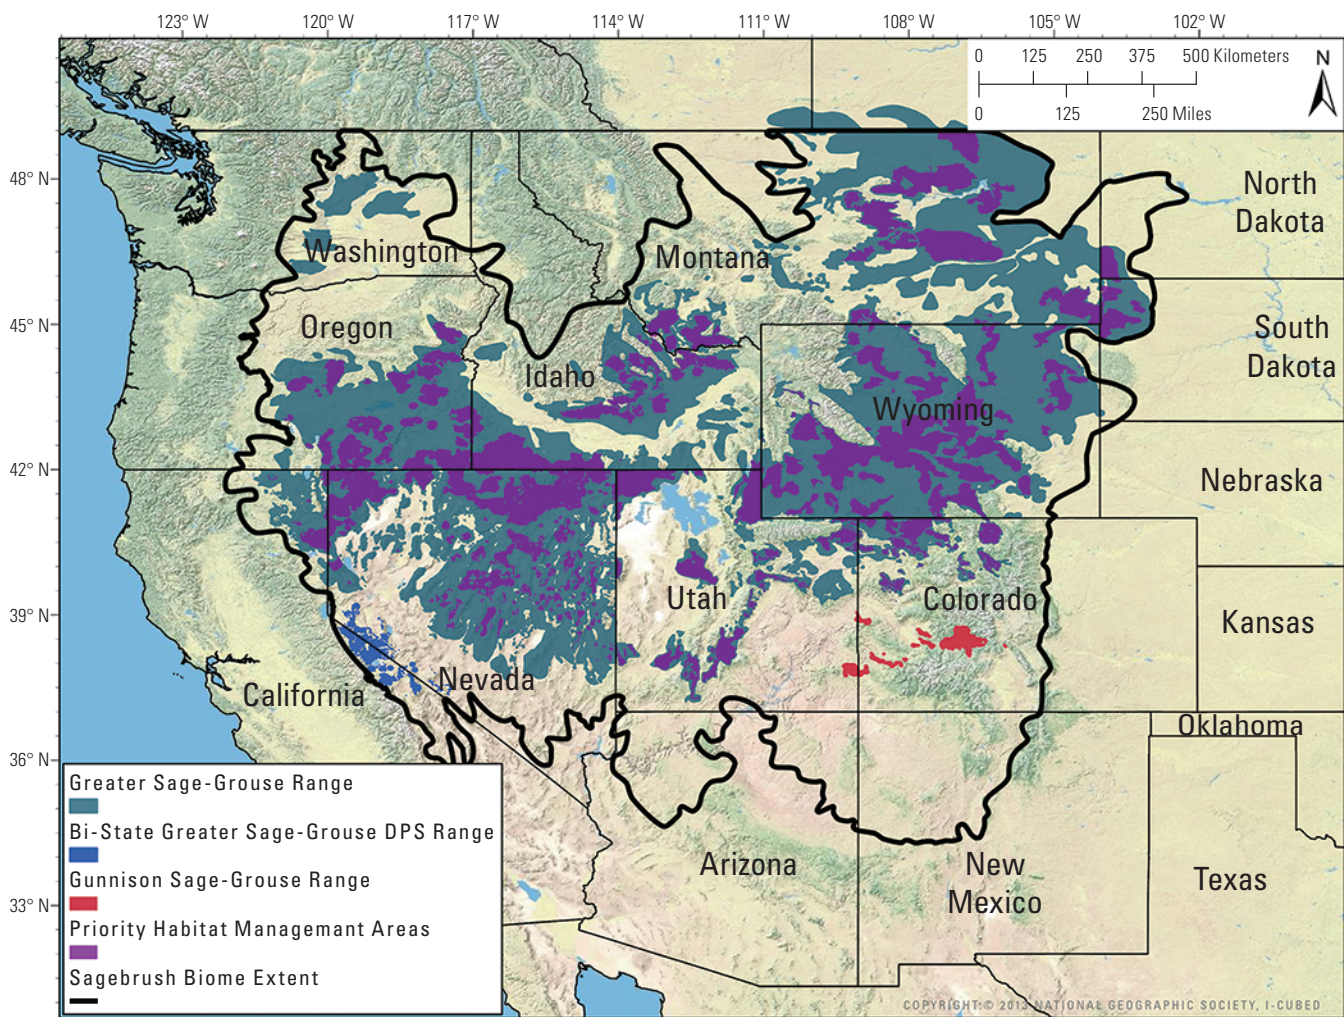 123° W 120° W 117° W 114° W 111° W 108° W 105° W 102° W
0 125 250 375 500 Kilometers
N
0 125 250 Miles
48° N
North
Dakota
Washington
Montana
45° N
Oregon
South
Dakota
Idaho
Wyoming
42° N
Nebraska
Utah
Colorado
39° N
Kansas
Nevada
California
Oklahoma
36° N
Greater Sage-Grouse Range
Bi-State Greater Sage-Grouse DPS Range
Gunnison Sage-Grouse Range
Priority Habitat Managemant Areas
Sagebrush Biome Extent
Arizona
New
Mexico
Texas
33° N
COPYRIGHT:© 2013 NATIONAL GEOGRAPHIC SOCIETY, I-CUBED